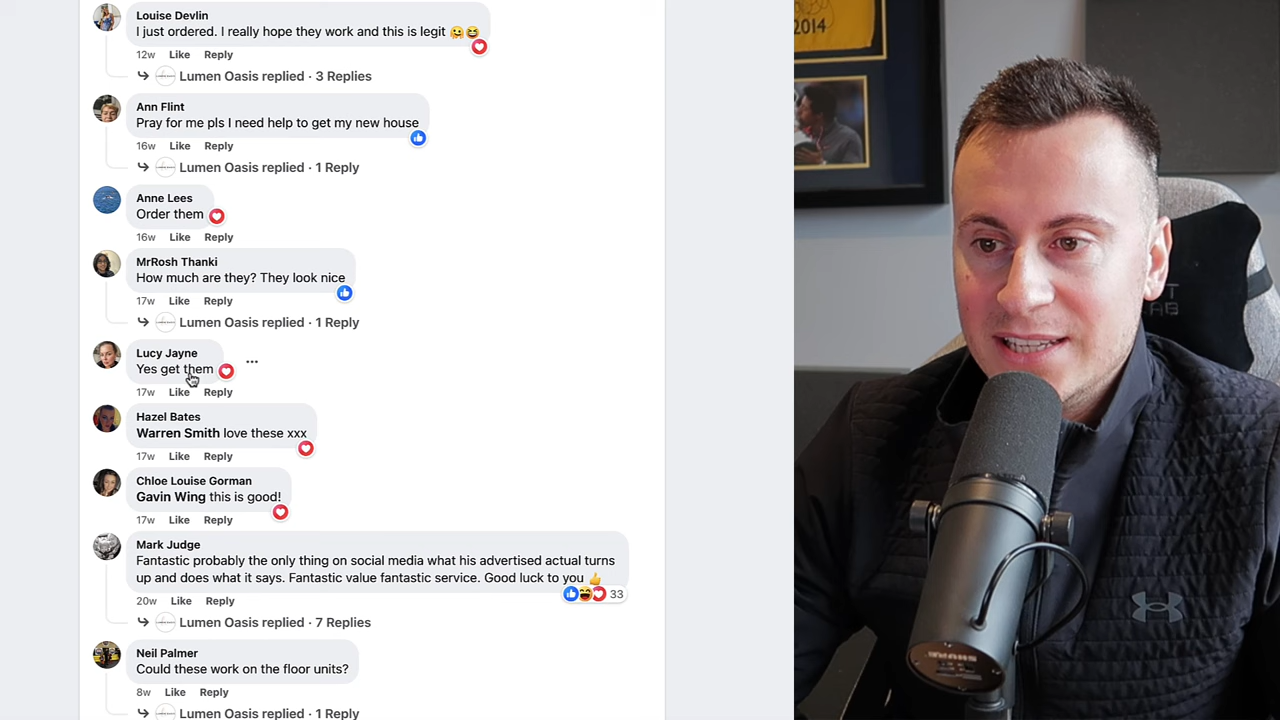 Louise Devlin
I just ordered. I really hope they work and this is legit 🤗😆
12w Like Reply
Lumen Oasis replied · 3 Replies
Ann Flint
Pray for me pls I need help to get my new house
16w Like Reply
Lumen Oasis replied · 1 Reply
Anne Lees
Order them
16w Like Reply
MrRosh Thanki
How much are they? They look nice
17w Like Reply
Lumen Oasis replied · 1 Reply
Lucy Jayne
Yes get them
17w Like Reply
Hazel Bates
Warren Smith love these xxx
17w Like Reply
Chloe Louise Gorman
Gavin Wing this is good!
17w Like Reply
Mark Judge
Fantastic probably the only thing on social media what his advertised actual turns
up and does what it says. Fantastic value fantastic service. Good luck to you 👍
33
20w Like Reply
Lumen Oasis replied · 7 Replies
Neil Palmer
Could these work on the floor units?
8w Like Reply
Lumen Oasis replied · 1 Reply
2014
SHURE